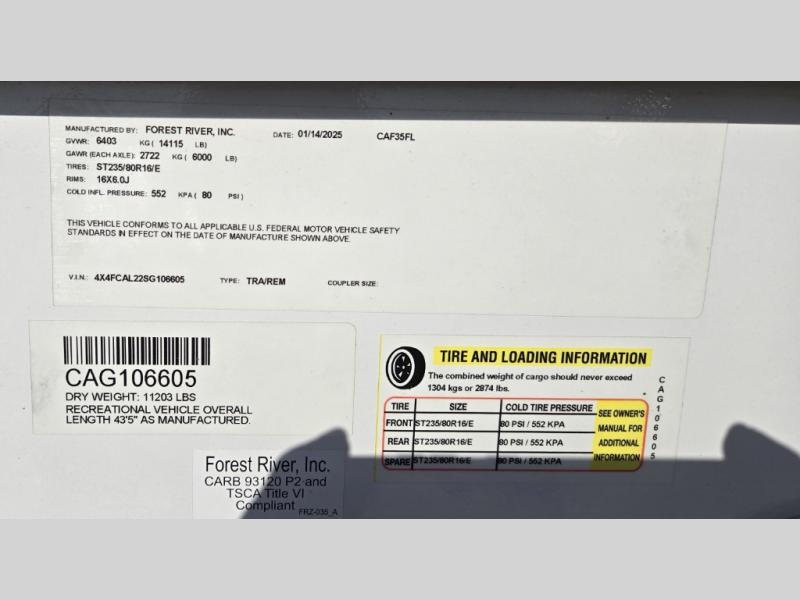 MANUFACTURED BY: FOREST RIVER, INC. DATE: 01/14/2025 CAF35FL
GVWR: 6403 KG ( 14115 LB)
GAWR (EACH AXLE): 2722 KG ( 6000 LB)
TIRES: ST235/80R16/E
RIMS: 16X6.0J
COLD INFL. PRESSURE: 552 KPA ( 80 PSI )
THIS VEHICLE CONFORMS TO ALL APPLICABLE U.S. FEDERAL MOTOR VEHICLE SAFETY
STANDARDS IN EFFECT ON THE DATE OF MANUFACTURE SHOWN ABOVE.
V.I.N.: 4X4FCAL22SG106605 TYPE: TRA/REM COUPLER SIZE:
CAG106605
DRY WEIGHT: 11203 LBS
RECREATIONAL VEHICLE OVERALL
LENGTH 43'5" AS MANUFACTURED.
TIRE AND LOADING INFORMATION
The combined weight of cargo should never exceed
1304 kgs or 2874 lbs.
TIRE SIZE COLD TIRE PRESSURE
FRONT ST235/80R16/E 80 PSI / 552 KPA
REAR ST235/80R16/E 80 PSI / 552 KPA
SPARE ST235/80R16/E 80 PSI / 552 KPA
SEE OWNER'S
MANUAL FOR
ADDITIONAL
INFORMATION
CAG106605
Forest River, Inc.
CARB 93120 P2 and
TSCA Title VI
Compliant
FRZ-035_A